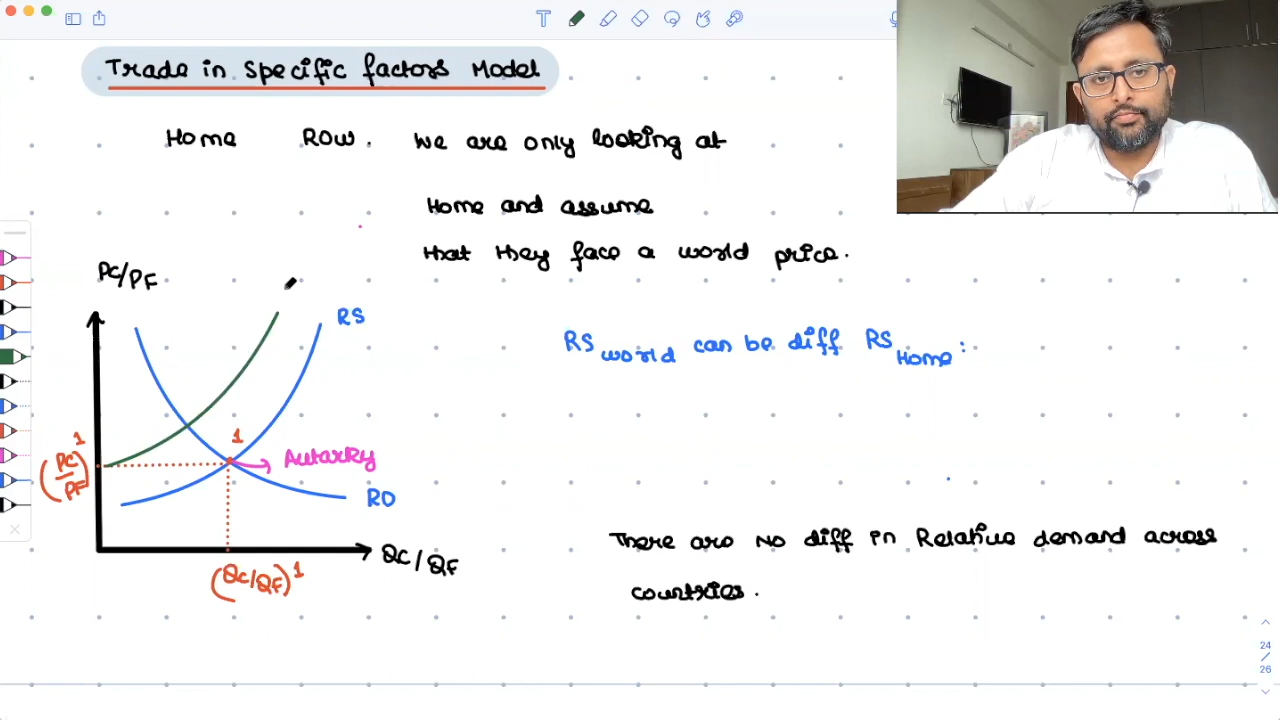 Trade in Specific factors Model
Home ROW. We are only looking at
Home and assume
that they face a world price.
PC/PF
RS
RS world can be diff RS Home:
1
(PC/PF)1
Autarky
RD
QC/QF
(QC/QF)1
There are No diff in Relative demand across
countries.
24
/
26